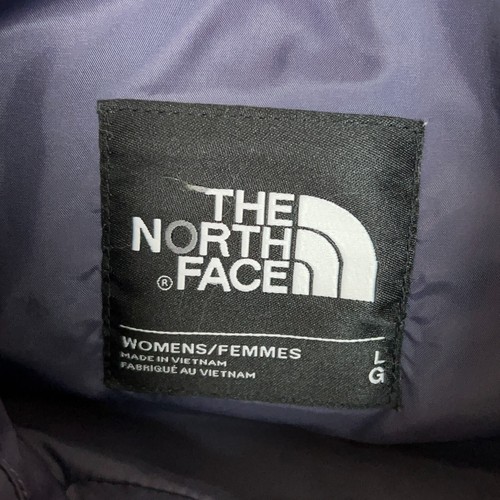 THE
NORTH
FACE
®
WOMENS/FEMMES
MADE IN VIETNAM
FABRIQUÉ AU VIETNAM
L
G